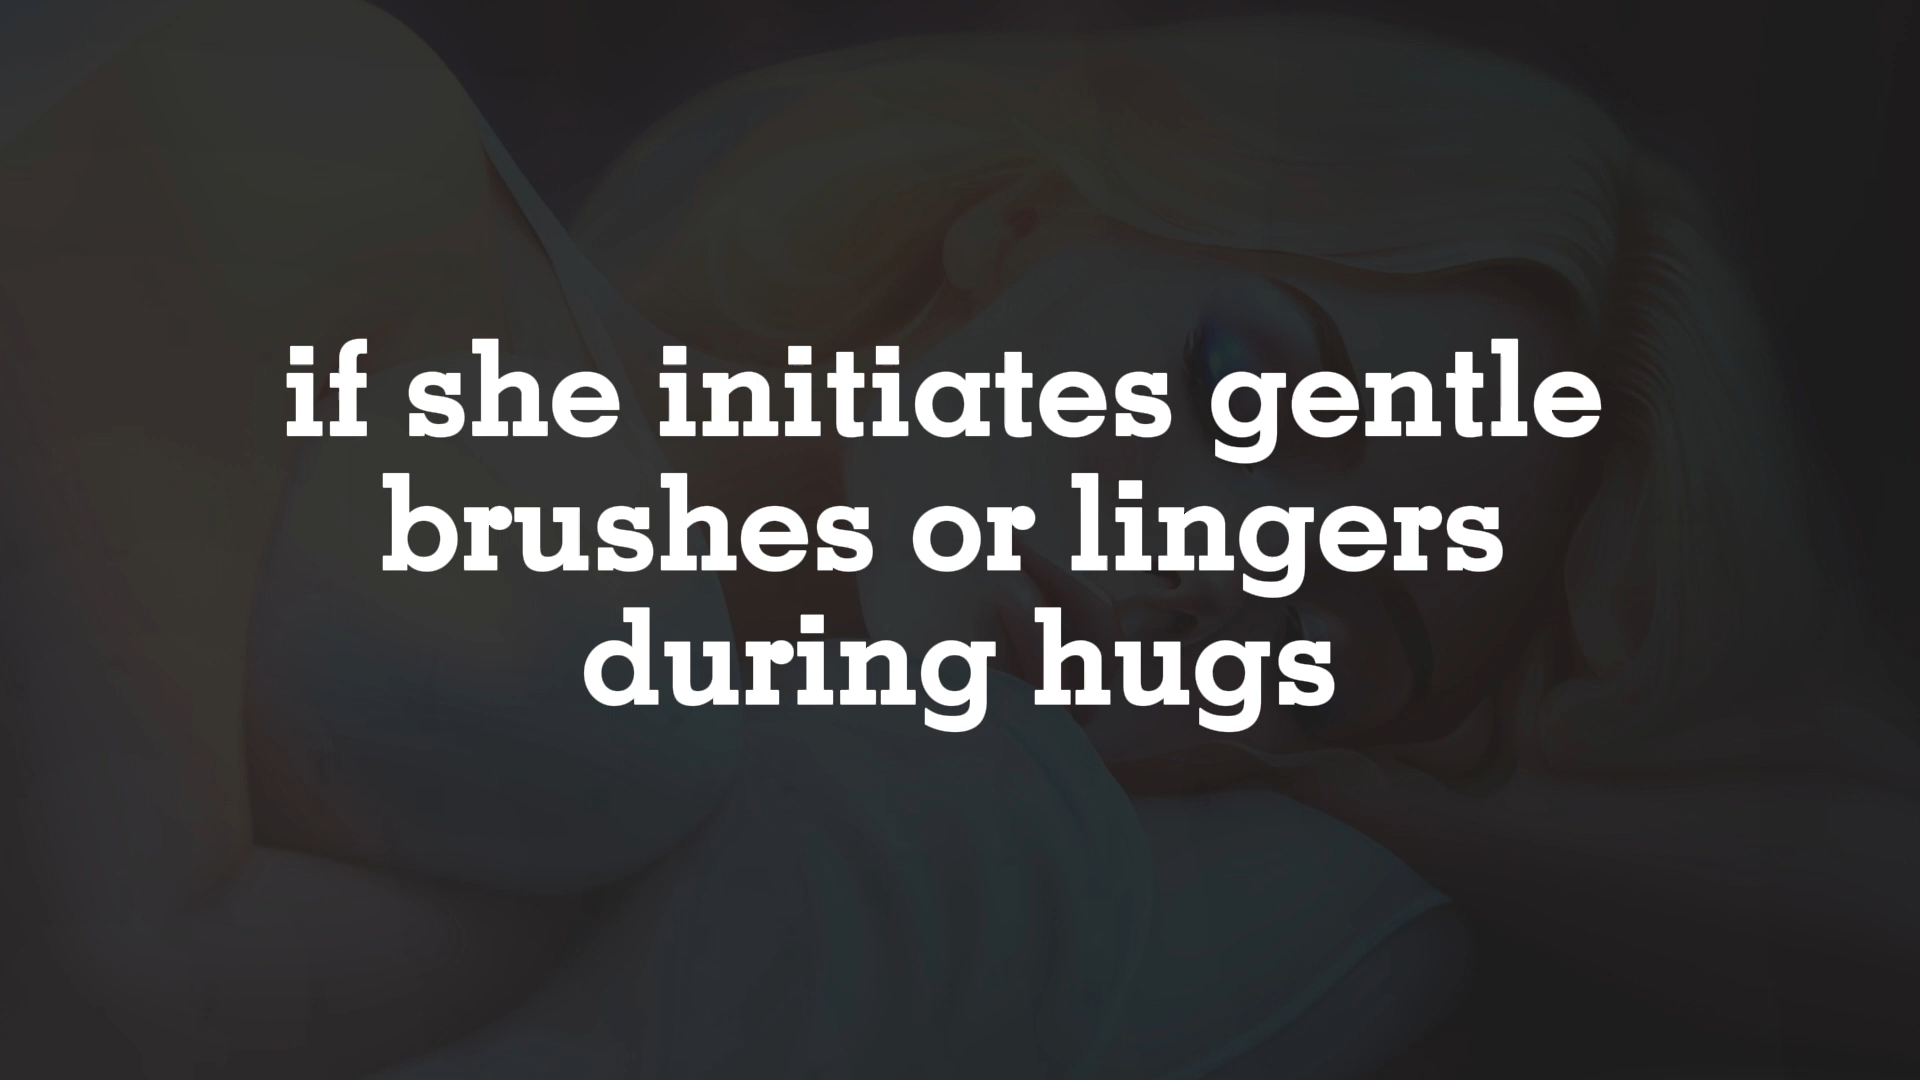 if she initiates gentle
brushes or lingers
during hugs